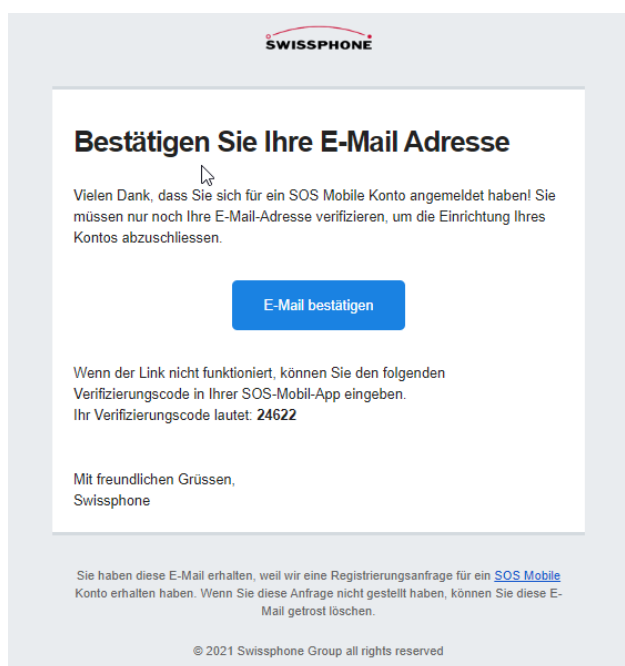 SWISSPHONE
Bestätigen Sie Ihre E-Mail Adresse
Vielen Dank, dass Sie sich für ein SOS Mobile Konto angemeldet haben! Sie
müssen nur noch Ihre E-Mail-Adresse verifizieren, um die Einrichtung Ihres
Kontos abzuschliessen.
E-Mail bestätigen
Wenn der Link nicht funktioniert, können Sie den folgenden
Verifizierungscode in Ihrer SOS-Mobil-App eingeben.
Ihr Verifizierungscode lautet: 24622
Mit freundlichen Grüssen,
Swissphone
Sie haben diese E-Mail erhalten, weil wir eine Registrierungsanfrage für ein SOS Mobile
Konto erhalten haben. Wenn Sie diese Anfrage nicht gestellt haben, können Sie diese E-
Mail getrost löschen.
© 2021 Swissphone Group all rights reserved